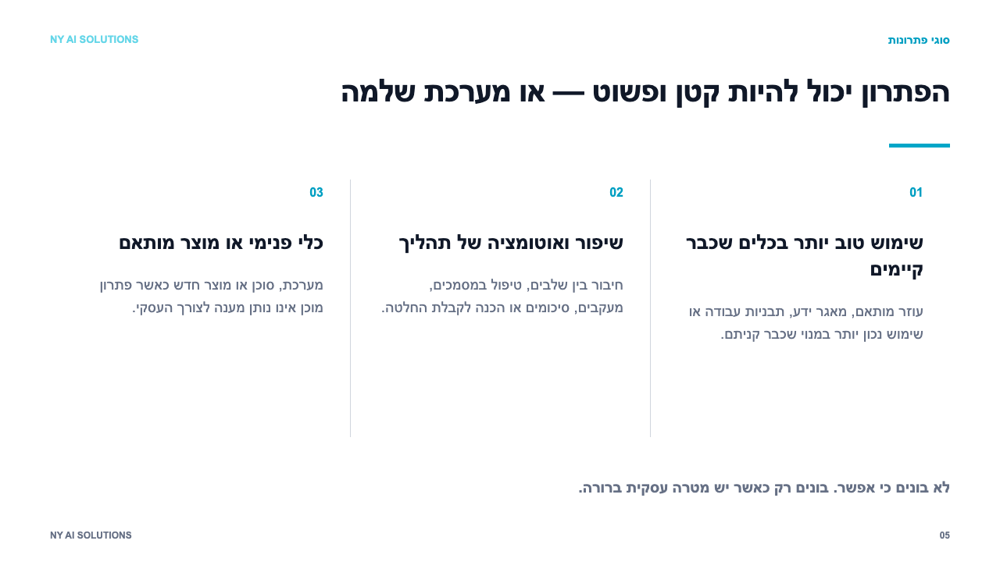 סוגי פתרונות
NY AI SOLUTIONS
הפתרון יכול להיות קטן ופשוט — או מערכת שלמה
01
שימוש טוב יותר בכלים שכבר
קיימים
עוזר מותאם, מאגר ידע, תבניות עבודה או
שימוש נכון יותר במנוי שכבר קניתם.
02
שיפור ואוטומציה של תהליך
חיבור בין שלבים, טיפול במסמכים,
מעקבים, סיכומים או הכנה לקבלת החלטה.
03
כלי פנימי או מוצר מותאם
מערכת, סוכן או מוצר חדש כאשר פתרון
מוכן אינו נותן מענה לצורך העסקי.
לא בונים כי אפשר. בונים רק כאשר יש מטרה עסקית ברורה.
05
NY AI SOLUTIONS